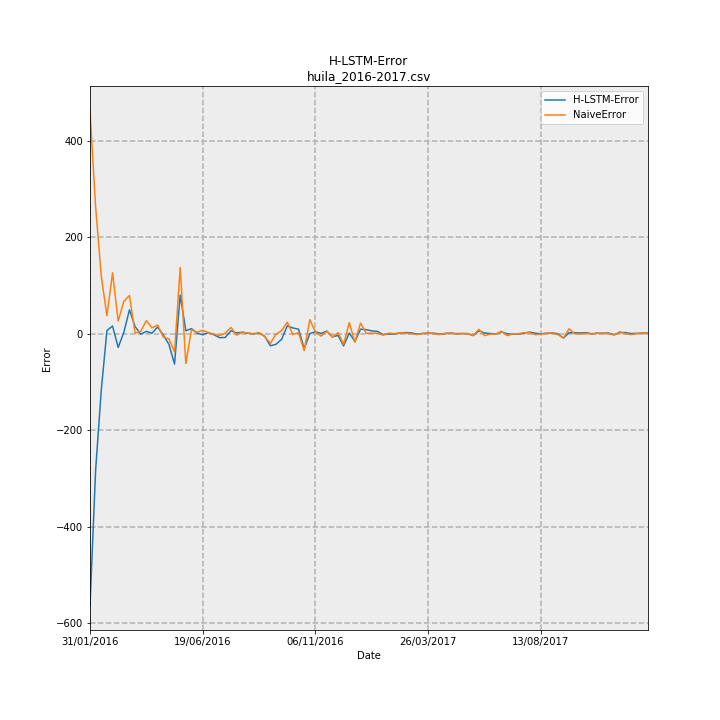 H-LSTM-Error
huila_2016-2017.csv
H-LSTM-Error
NaiveError
400
200
0
−200
−400
−600
Error
31/01/2016 19/06/2016 06/11/2016 26/03/2017 13/08/2017
Date